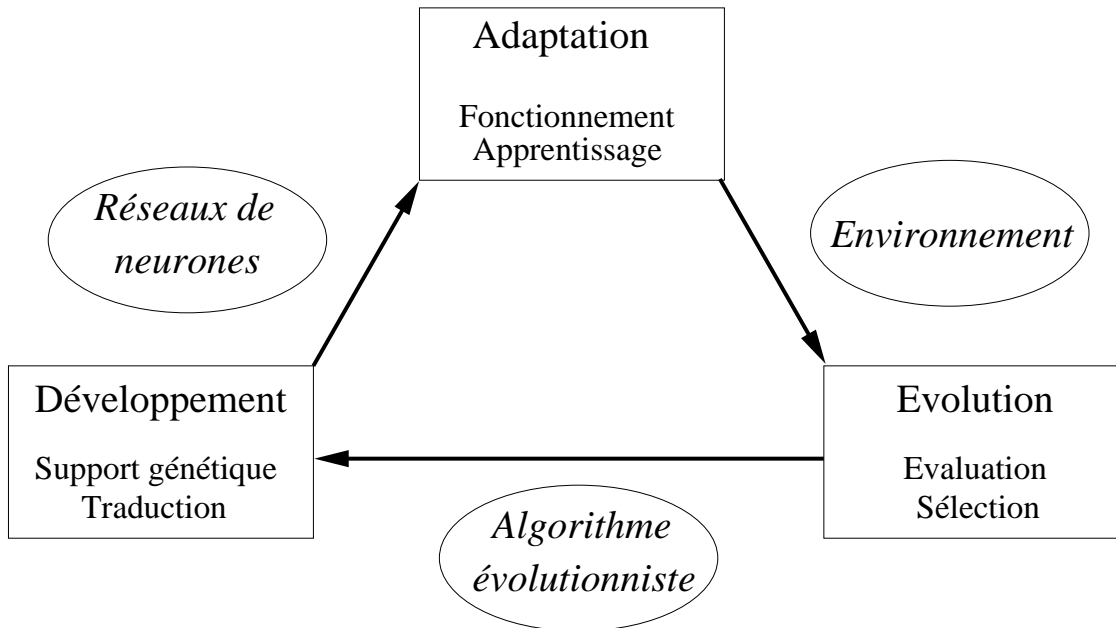 Adaptation
Fonctionnement
Apprentissage
Réseaux de
neurones
Environnement
Développement
Support génétique
Traduction
Evolution
Evaluation
Sélection
Algorithme
évolutionniste